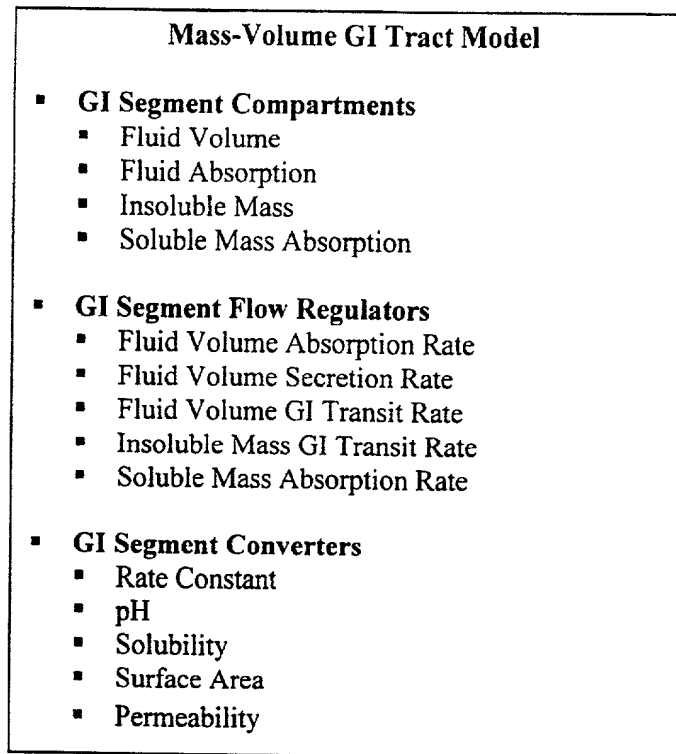 Mass-Volume GI Tract Model
▪ GI Segment Compartments
▪ Fluid Volume
▪ Fluid Absorption
▪ Insoluble Mass
▪ Soluble Mass Absorption
▪ GI Segment Flow Regulators
▪ Fluid Volume Absorption Rate
▪ Fluid Volume Secretion Rate
▪ Fluid Volume GI Transit Rate
▪ Insoluble Mass GI Transit Rate
▪ Soluble Mass Absorption Rate
▪ GI Segment Converters
▪ Rate Constant
▪ pH
▪ Solubility
▪ Surface Area
▪ Permeability